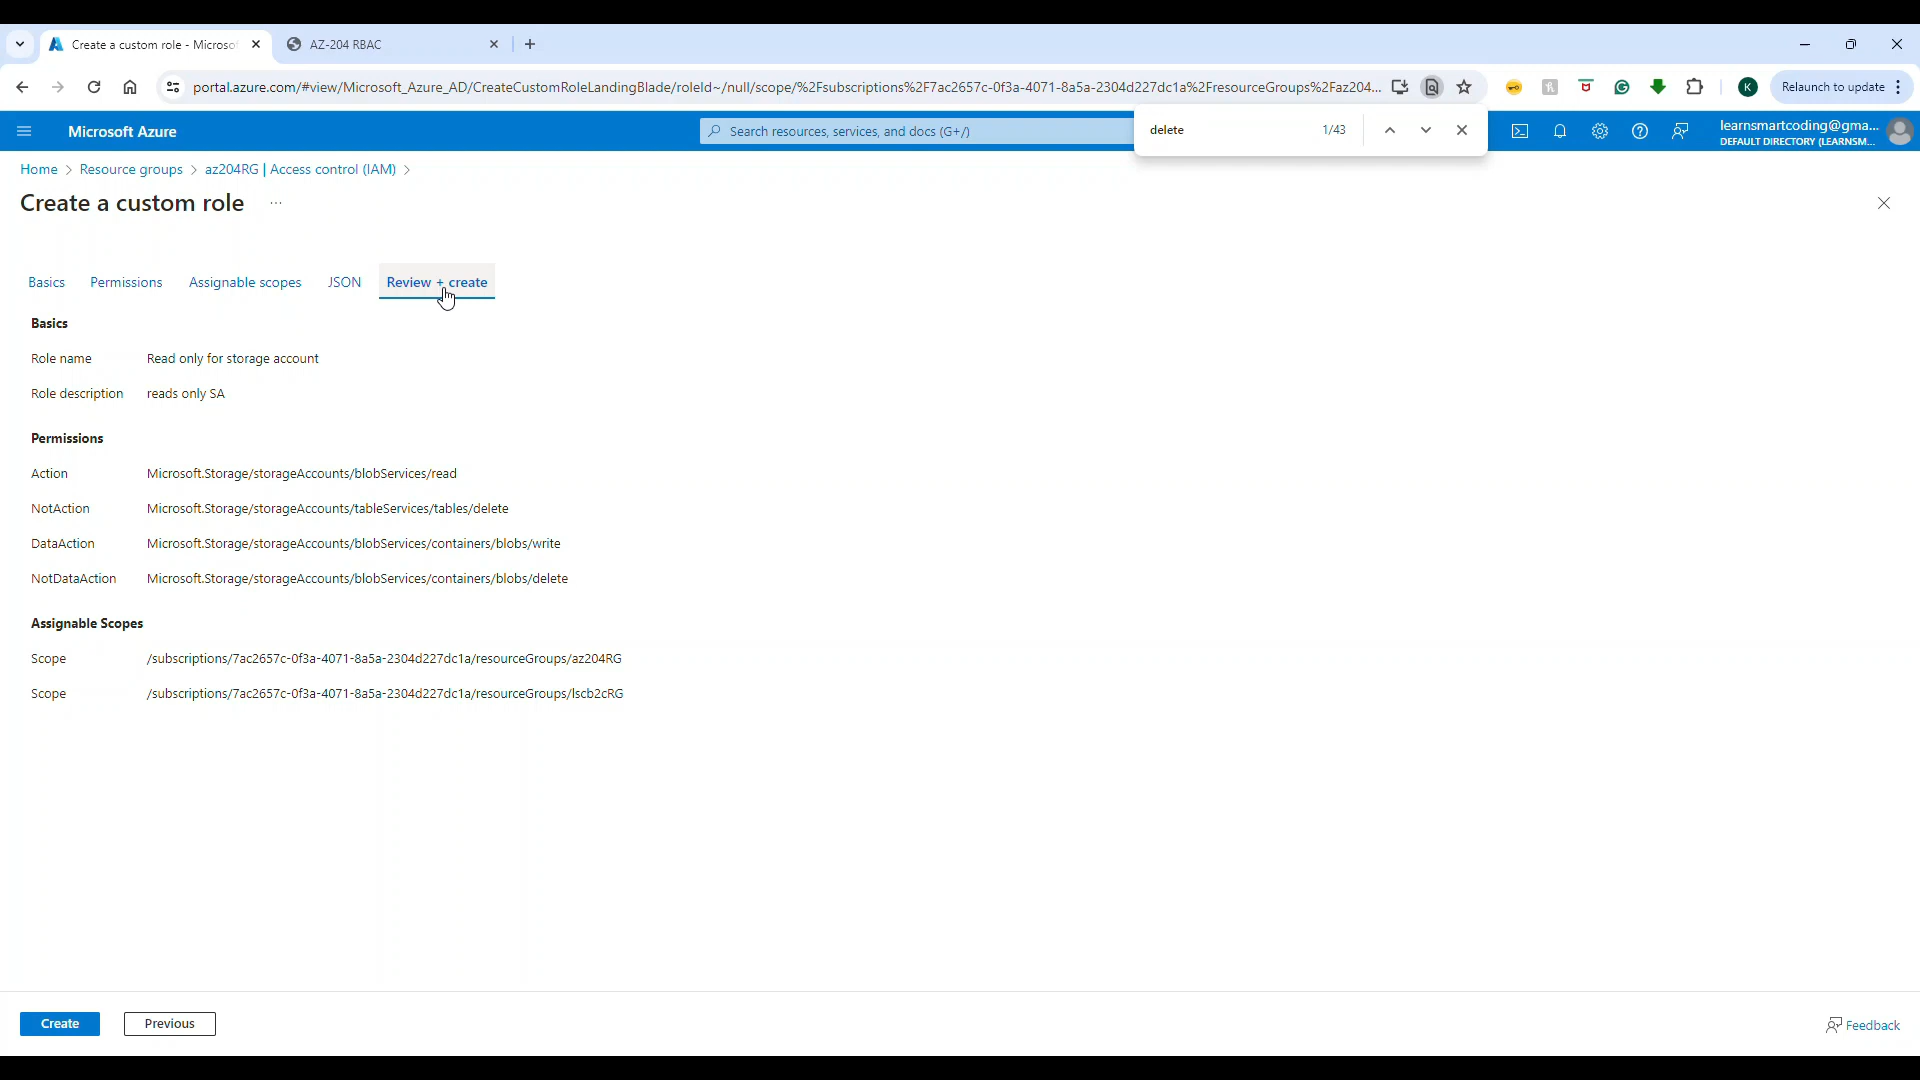 Create a custom role - Microso
AZ-204 RBAC
portal.azure.com/#view/Microsoft_Azure_AD/CreateCustomRoleLandingBlade/roleId~/null/scope/%2Fsubscriptions%2F7ac2657c-0f3a-4071-8a5a-2304d227dc1a%2FresourceGroups%2Faz204...
K
Relaunch to update
Microsoft Azure
Search resources, services, and docs (G+/)
delete
1/43
learnsmartcoding@gma...
DEFAULT DIRECTORY (LEARNSM...
Home > Resource groups > az204RG | Access control (IAM) >
Create a custom role ...
Basics
Permissions
Assignable scopes
JSON
Review + create
Basics
Role name Read only for storage account
Role description reads only SA
Permissions
Action Microsoft.Storage/storageAccounts/blobServices/read
NotAction Microsoft.Storage/storageAccounts/tableServices/tables/delete
DataAction Microsoft.Storage/storageAccounts/blobServices/containers/blobs/write
NotDataAction Microsoft.Storage/storageAccounts/blobServices/containers/blobs/delete
Assignable Scopes
Scope /subscriptions/7ac2657c-0f3a-4071-8a5a-2304d227dc1a/resourceGroups/az204RG
Scope /subscriptions/7ac2657c-0f3a-4071-8a5a-2304d227dc1a/resourceGroups/lscb2cRG
Create
Previous
Feedback